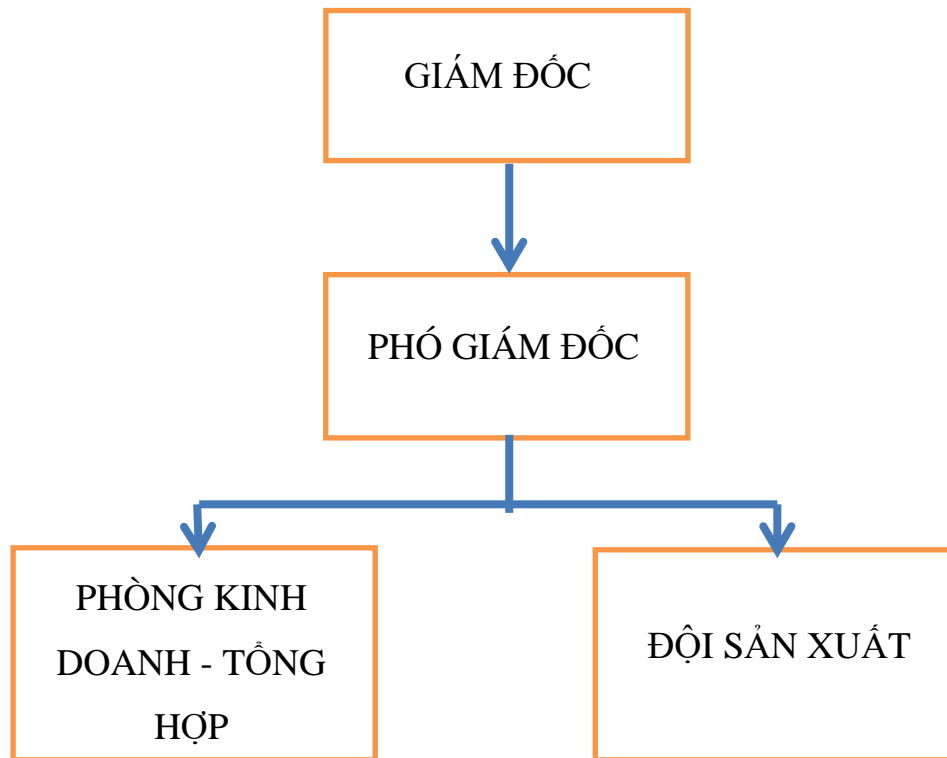 GIÁM ĐỐC
PHÓ GIÁM ĐỐC
PHÒNG KINH
DOANH - TỔNG
HỢP
ĐỘI SẢN XUẤT